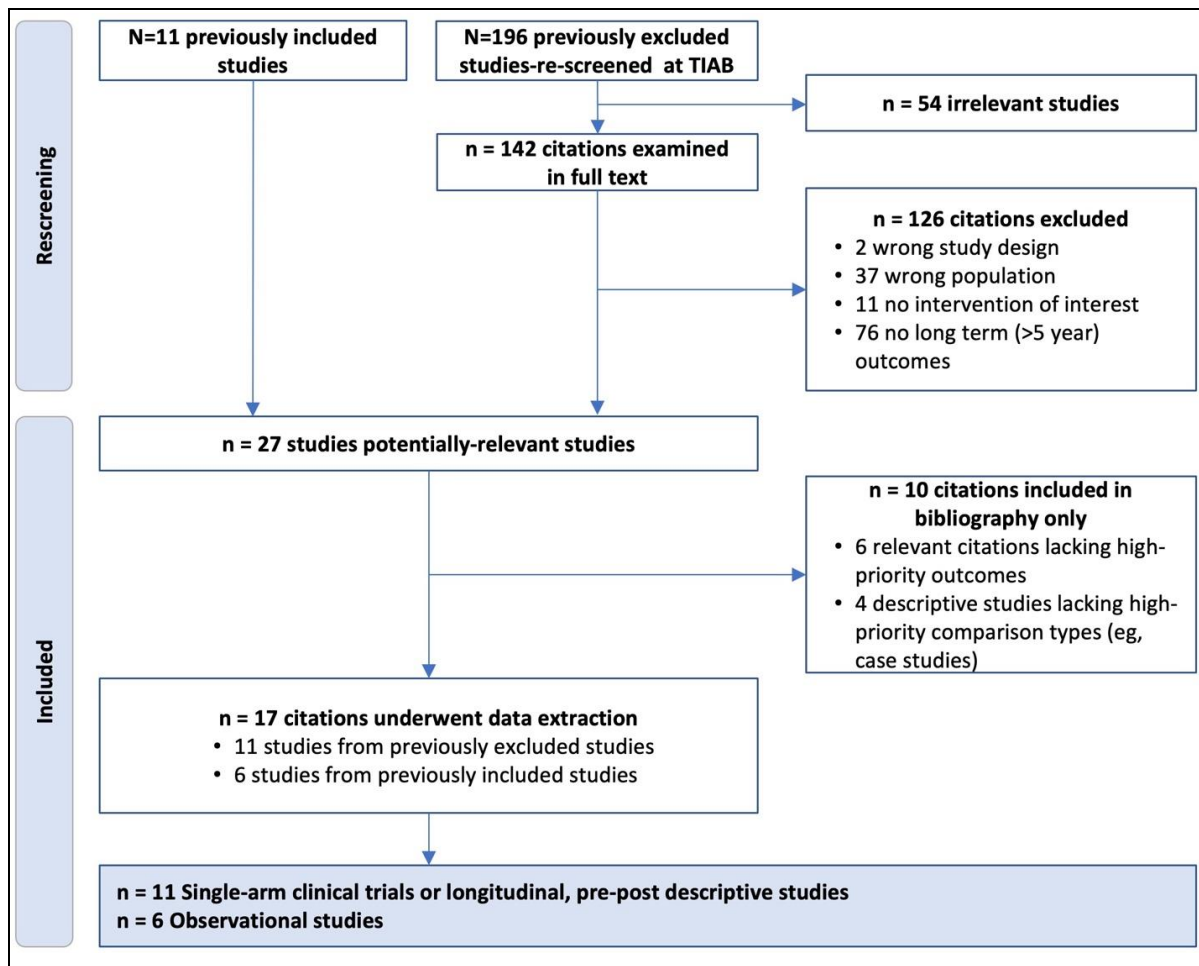 N=11 previously included
studies
N=196 previously excluded
studies-re-screened at TIAB
n = 54 irrelevant studies
n = 142 citations examined
in full text
Rescreening
n = 126 citations excluded
• 2 wrong study design
• 37 wrong population
• 11 no intervention of interest
• 76 no long term (>5 year)
outcomes
n = 27 studies potentially-relevant studies
n = 10 citations included in
bibliography only
• 6 relevant citations lacking high-
priority outcomes
• 4 descriptive studies lacking high-
priority comparison types (eg,
case studies)
Included
n = 17 citations underwent data extraction
• 11 studies from previously excluded studies
• 6 studies from previously included studies
n = 11 Single-arm clinical trials or longitudinal, pre-post descriptive studies
n = 6 Observational studies